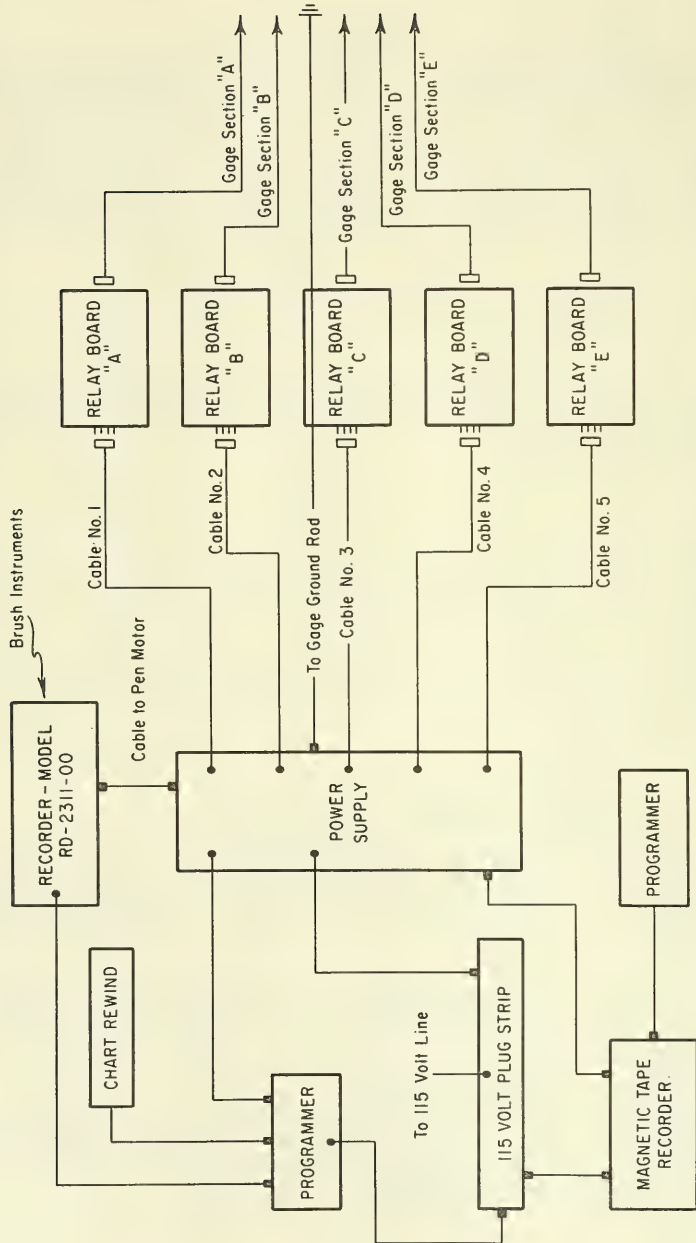 Brush Instruments
RECORDER - MODEL
RD-2311-00
Cable to Pen Motor
CHART REWIND
PROGRAMMER
POWER
SUPPLY
To 115 Volt Line
115 VOLT PLUG STRIP
MAGNETIC TAPE
RECORDER.
PROGRAMMER
Cable No. 1
RELAY BOARD
"A"
Gage Section "A"
Cable No. 2
RELAY BOARD
"B"
Gage Section "B"
To Gage Ground Rod
Cable No. 3
RELAY BOARD
"C"
Gage Section "C"
Cable No. 4
RELAY BOARD
"D"
Gage Section "D"
Cable No. 5
RELAY BOARD
"E"
Gage Section "E"